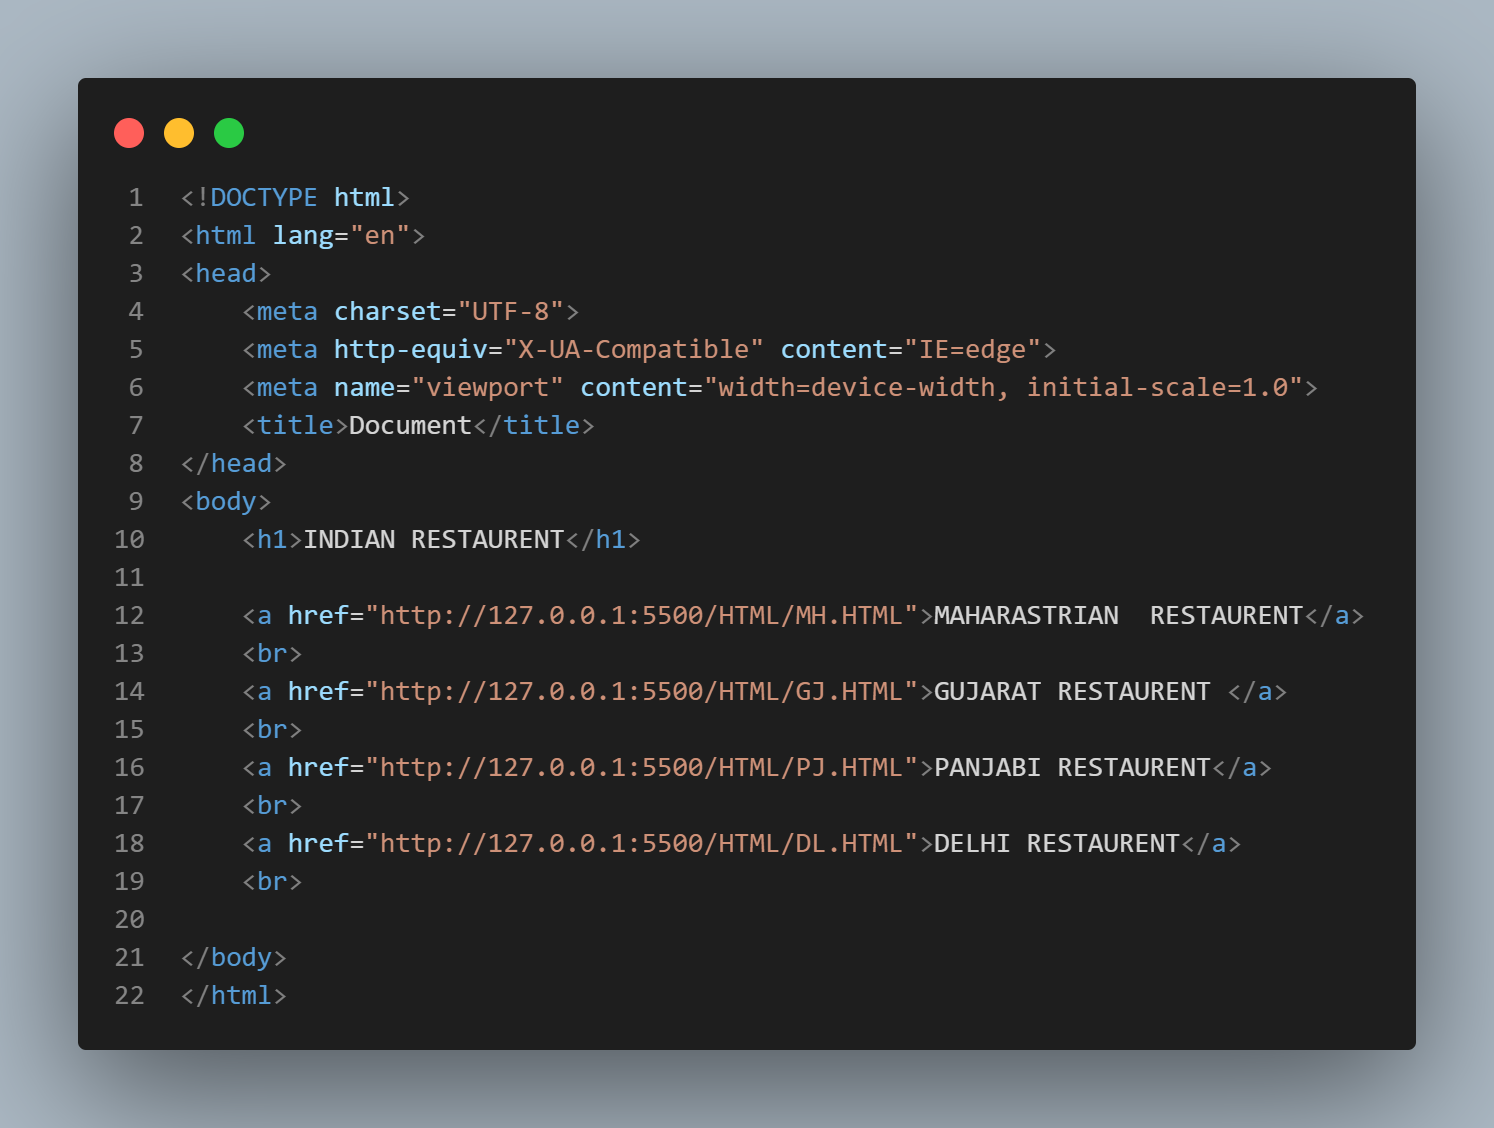 1 <!DOCTYPE html>
2 <html lang="en">
3 <head>
4     <meta charset="UTF-8">
5     <meta http-equiv="X-UA-Compatible" content="IE=edge">
6     <meta name="viewport" content="width=device-width, initial-scale=1.0">
7     <title>Document</title>
8 </head>
9 <body>
10     <h1>INDIAN RESTAURENT</h1>
11
12     <a href="http://127.0.0.1:5500/HTML/MH.HTML">MAHARASTRIAN  RESTAURENT</a>
13     <br>
14     <a href="http://127.0.0.1:5500/HTML/GJ.HTML">GUJARAT RESTAURENT </a>
15     <br>
16     <a href="http://127.0.0.1:5500/HTML/PJ.HTML">PANJABI RESTAURENT</a>
17     <br>
18     <a href="http://127.0.0.1:5500/HTML/DL.HTML">DELHI RESTAURENT</a>
19     <br>
20
21 </body>
22 </html>